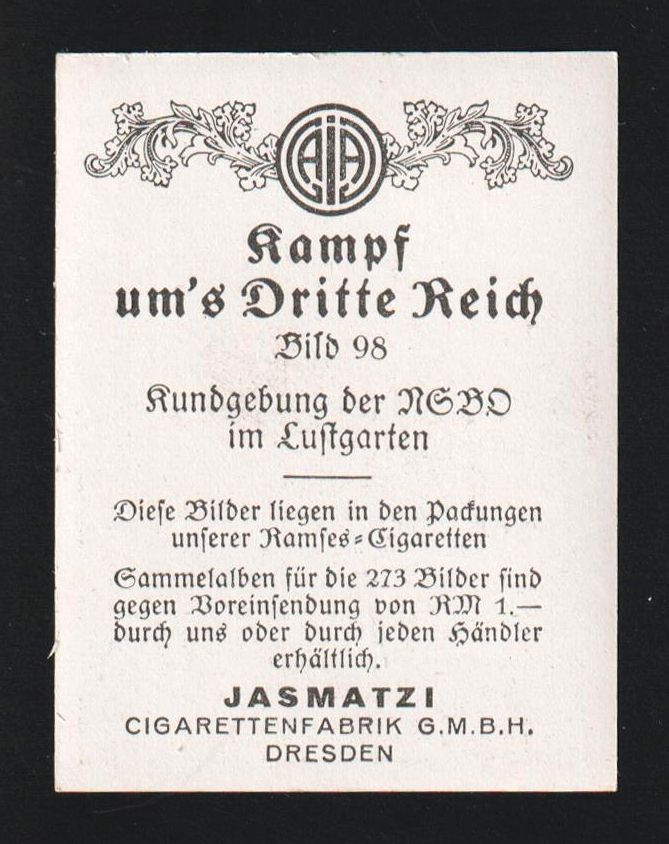 Kampf
um's Dritte Reich
Bild 98
Kundgebung der NSBO
im Lustgarten
Diese Bilder liegen in den Packungen
unserer Ramses-Cigaretten
Sammelalben für die 273 Bilder sind
gegen Voreinsendung von RM 1.—
durch uns oder durch jeden Händler
erhältlich.
JASMATZI
CIGARETTENFABRIK G.M.B.H.
DRESDEN